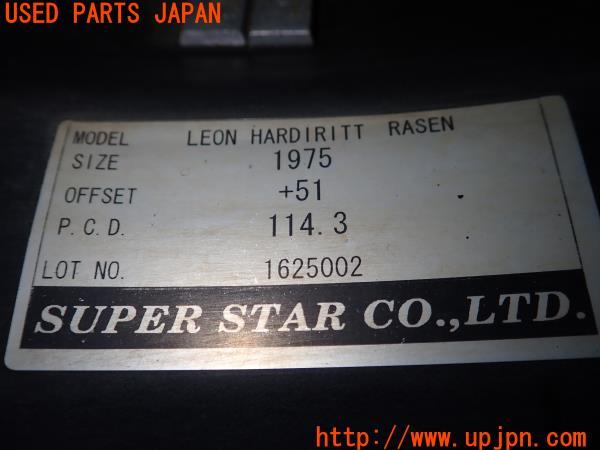 USED PARTS JAPAN
MODEL LEON HARDIRITT RASEN
SIZE 1975
OFFSET +51
P.C.D. 114.3
LOT NO. 1625002
SUPER STAR CO.,LTD.
http://www.upjpn.com/